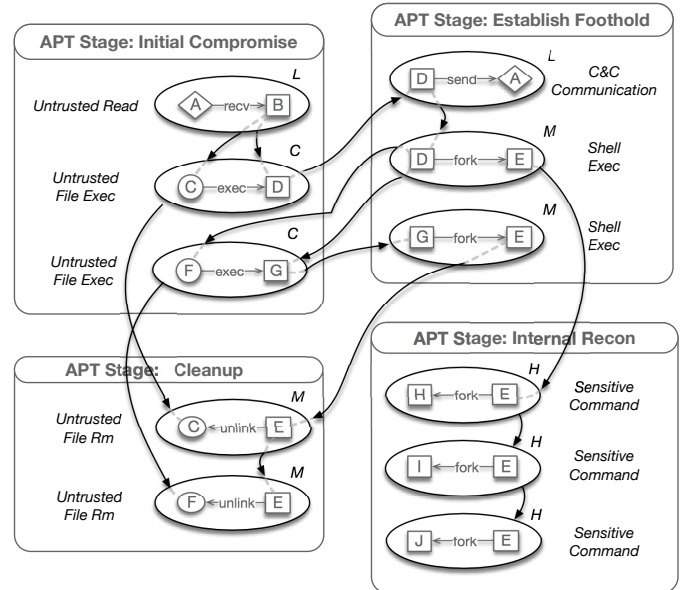 APT Stage: Initial Compromise
L
Untrusted Read
A recv B
C
Untrusted
File Exec
C exec D
C
Untrusted
File Exec
F exec G
APT Stage: Establish Foothold
L
D send A
C&C
Communication
M
D fork E
Shell
Exec
M
G fork E
Shell
Exec
APT Stage: Cleanup
M
Untrusted
File Rm
C unlink E
M
Untrusted
File Rm
F unlink E
APT Stage: Internal Recon
H
H fork E
Sensitive
Command
H
I fork E
Sensitive
Command
H
J fork E
Sensitive
Command